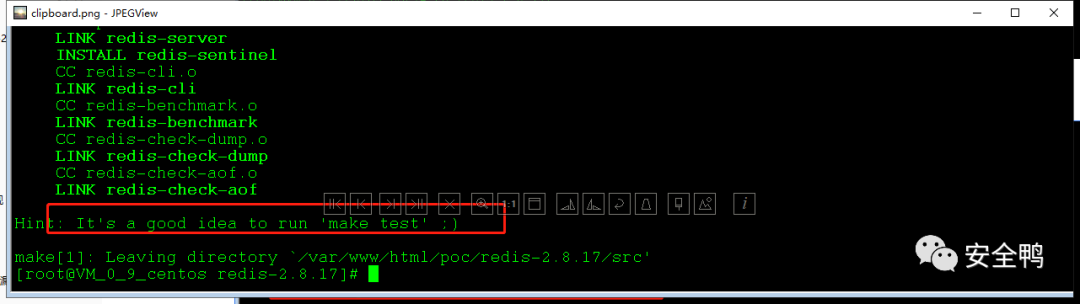 clipboard.png - JPEGView
LINK redis-server
INSTALL redis-sentinel
CC redis-cli.o
LINK redis-cli
CC redis-benchmark.o
LINK redis-benchmark
CC redis-check-dump.o
LINK redis-check-dump
CC redis-check-aof.o
LINK redis-check-aof
1:1
Hint: It's a good idea to run 'make test' ;)
make[1]: Leaving directory `/var/www/html/poc/redis-2.8.17/src'
[root@VM_0_9_centos redis-2.8.17]#
安全鸭